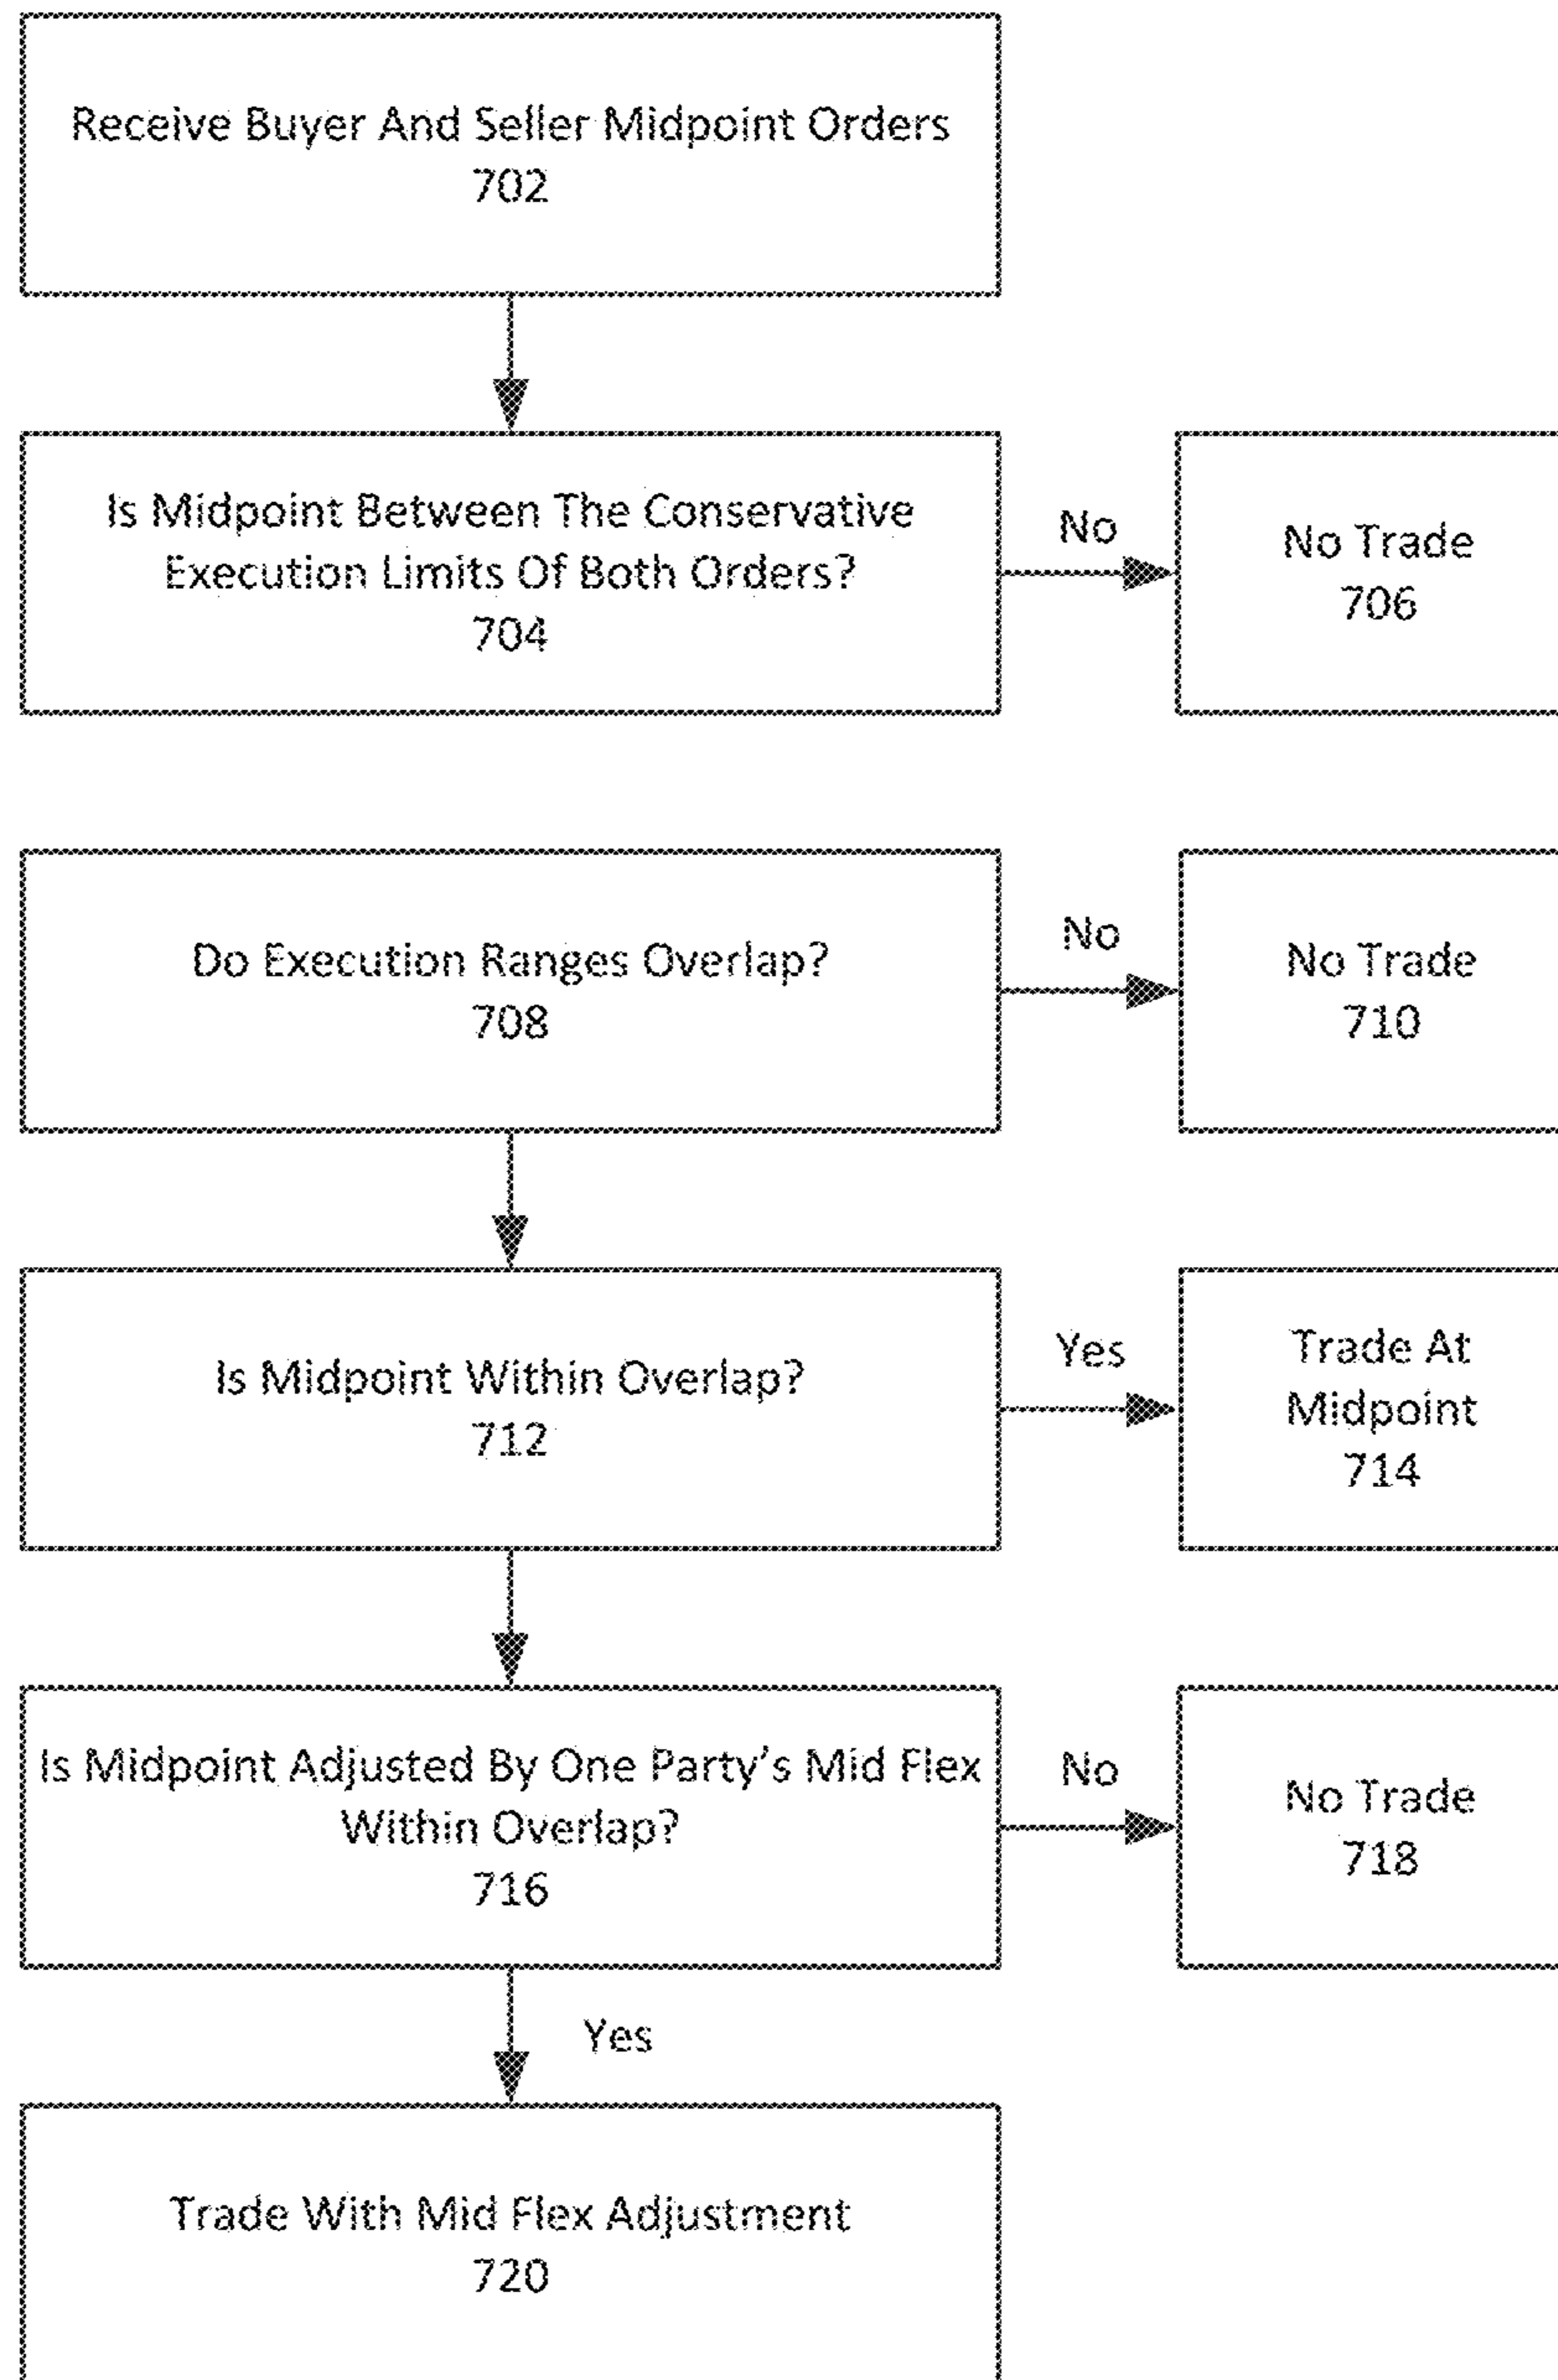 Receive Buyer And Seller Midpoint Orders
702
Is Midpoint Between The Conservative
Execution Limits Of Both Orders?
704
No
No Trade
706
Do Execution Ranges Overlap?
708
No
No Trade
710
Is Midpoint Within Overlap?
712
Yes
Trade At
Midpoint
714
Is Midpoint Adjusted By One Party's Mid Flex
Within Overlap?
716
No
No Trade
718
Yes
Trade With Mid Flex Adjustment
720